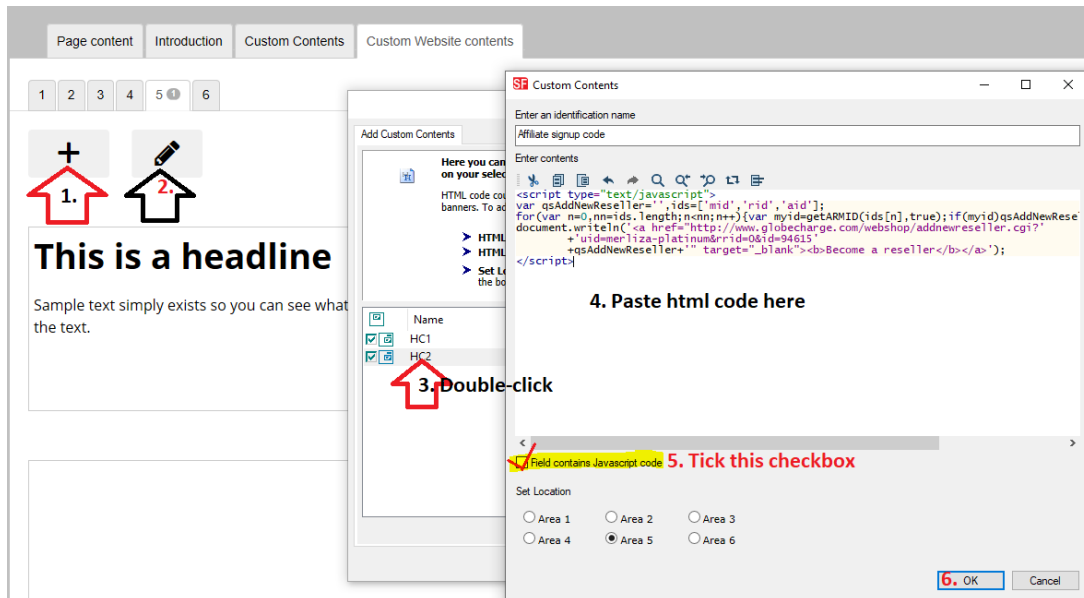 Page content
Introduction
Custom Contents
Custom Website contents
1
2
3
4
5 1
6
1.
2.
This is a headline
Sample text simply exists so you can see what
the text.
Add Custom Contents
Here you can
on your selec
HTML code cou
banners. To ad
HTML
HTML
Set Lo
the bo
Name
HC1
HC2
3. Double-click
SF Custom Contents
Enter an identification name
Affiliate signup code
Enter contents
<script type="text/javascript">
var qsAddNewReseller='',ids=['mid','rid','aid'];
for(var n=0,nn=ids.length;n<nn;n++){var myid=getARMID(ids[n],true);if(myid)qsAddNewResel
document.writeln('<a href="http://www.globecharge.com/webshop/addnewreseller.cgi?'
+'uid=merliza-platinum&rrid=0&id=94615'
+qsAddNewReseller+'" target="_blank"><b>Become a reseller</b></a>');
</script>
4. Paste html code here
Field contains Javascript code
5. Tick this checkbox
Set Location
Area 1
Area 2
Area 3
Area 4
Area 5
Area 6
6. OK
Cancel